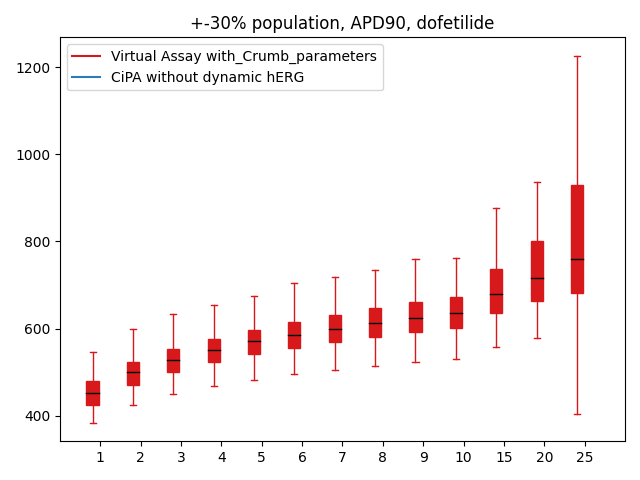 +-30% population, APD90, dofetilide
Virtual Assay with_Crumb_parameters
CiPA without dynamic hERG
1200
1000
800
600
400
1 2 3 4 5 6 7 8 9 10 15 20 25